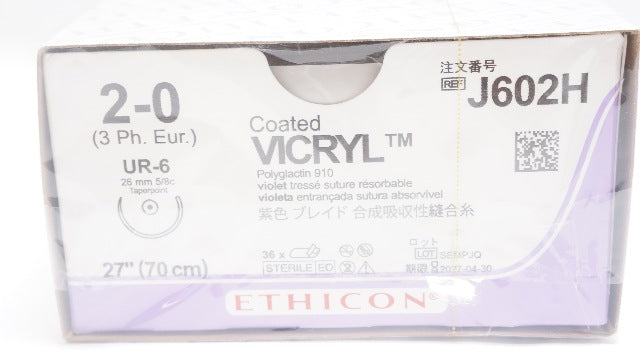 2-0
(3 Ph. Eur.)
UR-6
26 mm 5/8c
Taperpoint
27" (70 cm)
Coated
VICRYL™
Polyglactin 910
violet tressé suture résorbable
violeta entrançada sutura absorvível
紫色 ブレイド 合成吸収性縫合糸
36 x
STERILE EO
注文番号
REF J602H
ロット
LOT SEMPJQ
期限 2027-04-30
ETHICON®